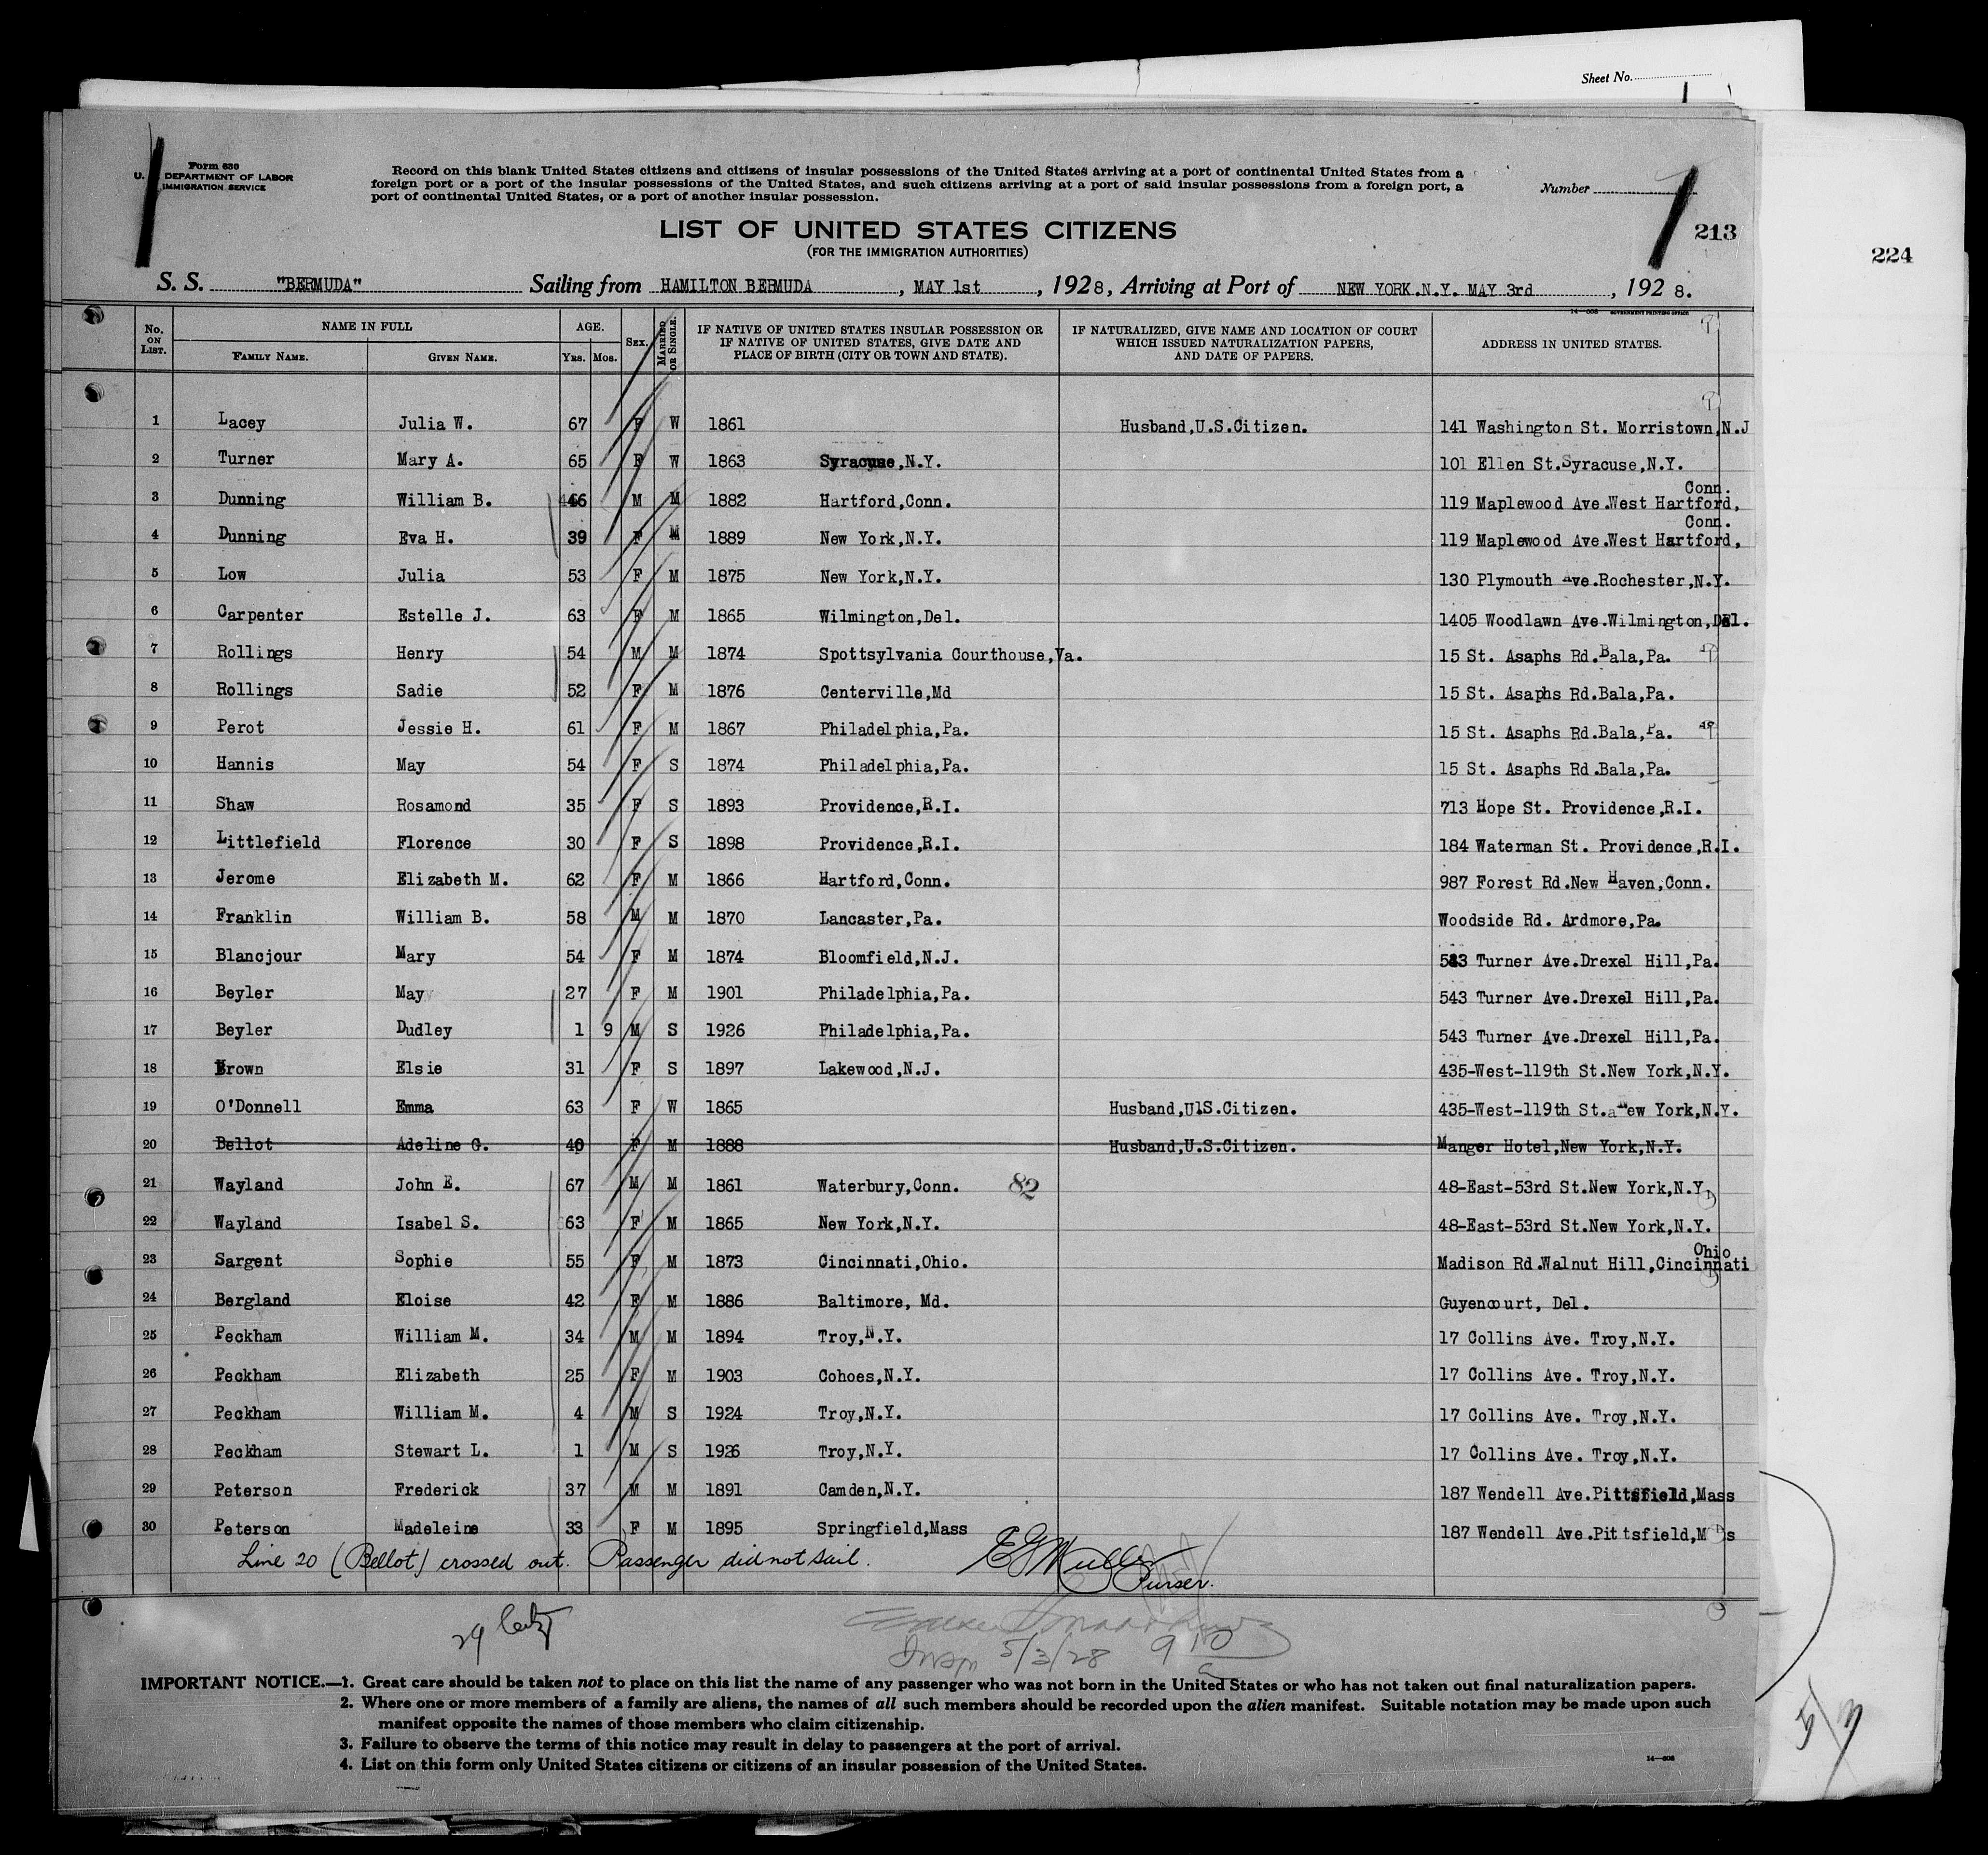 Sheet No.
Form 630
U. S. DEPARTMENT OF LABOR
IMMIGRATION SERVICE
Record on this blank United States citizens and citizens of insular possessions of the United States arriving at a port of continental United States from a
foreign port or a port of the insular possessions of the United States, and such citizens arriving at a port of said insular possessions from a foreign port, a
port of continental United States, or a port of another insular possession.
Number
213
224
LIST OF UNITED STATES CITIZENS
(FOR THE IMMIGRATION AUTHORITIES)
S. S. "BERMUDA" Sailing from HAMILTON BERMUDA, MAY 1st, 1928, Arriving at Port of NEW YORK.N.Y. MAY 3rd, 1928.
14—606 GOVERNMENT PRINTING OFFICE
No. ON LIST. NAME IN FULL FAMILY NAME. GIVEN NAME. AGE. YRS. MOS. SEX. MARRIED OR SINGLE. IF NATIVE OF UNITED STATES INSULAR POSSESSION OR IF NATIVE OF UNITED STATES, GIVE DATE AND PLACE OF BIRTH (CITY OR TOWN AND STATE). IF NATURALIZED, GIVE NAME AND LOCATION OF COURT WHICH ISSUED NATURALIZATION PAPERS, AND DATE OF PAPERS. ADDRESS IN UNITED STATES.
1 Lacey Julia W. 67 F W 1861 Husband,U.S.Citizen. 141 Washington St. Morristown,N.J
2 Turner Mary A. 65 F W 1863 Syracuse,N.Y. 101 Ellen St.Syracuse,N.Y.
3 Dunning William B. 46 M M 1882 Hartford,Conn. 119 Maplewood Ave.West Hartford, Conn.
4 Dunning Eva H. 39 F M 1889 New York,N.Y. 119 Maplewood Ave.West Hartford, Conn.
5 Low Julia 53 F M 1875 New York,N.Y. 130 Plymouth Ave.Rochester,N.Y.
6 Carpenter Estelle J. 63 F M 1865 Wilmington,Del. 1405 Woodlawn Ave.Wilmington,Del.
7 Rollings Henry 54 M M 1874 Spottsylvania Courthouse,Va. 15 St. Asaphs Rd.Bala,Pa.
8 Rollings Sadie 52 F M 1876 Centerville,Md 15 St. Asaphs Rd.Bala,Pa.
9 Perot Jessie H. 61 F M 1867 Philadelphia,Pa. 15 St. Asaphs Rd.Bala,Pa.
10 Hannis May 54 F S 1874 Philadelphia,Pa. 15 St. Asaphs Rd.Bala,Pa.
11 Shaw Rosamond 35 F S 1893 Providence,R.I. 713 Hope St. Providence,R.I.
12 Littlefield Florence 30 F S 1898 Providence,R.I. 184 Waterman St. Providence,R.I.
13 Jerome Elizabeth M. 62 F M 1866 Hartford,Conn. 987 Forest Rd.New Haven,Conn.
14 Franklin William B. 58 M M 1870 Lancaster,Pa. Woodside Rd. Ardmore,Pa.
15 Blancjour Mary 54 F M 1874 Bloomfield,N.J. 543 Turner Ave.Drexel Hill,Pa.
16 Beyler May 27 F M 1901 Philadelphia,Pa. 543 Turner Ave.Drexel Hill,Pa.
17 Beyler Dudley 1 9 M S 1926 Philadelphia,Pa. 543 Turner Ave.Drexel Hill,Pa.
18 Brown Elsie 31 F S 1897 Lakewood,N.J. 435-West-119th St.New York,N.Y.
19 O'Donnell Emma 63 F W 1865 Husband,U.S.Citizen. 435-West-119th St. New York,N.Y.
20 Bellot Adeline G. 40 F M 1888 Husband,U.S.Citizen. Manger Hotel,New York,N.Y.
21 Wayland John E. 67 M M 1861 Waterbury,Conn. 82 48-East-53rd St.New York,N.Y.
22 Wayland Isabel S. 63 F M 1865 New York,N.Y. 48-East-53rd St.New York,N.Y.
23 Sargent Sophie 55 F M 1873 Cincinnati,Ohio. Madison Rd.Walnut Hill,Cincinnati Ohio
24 Bergland Eloise 42 F M 1886 Baltimore, Md. Guyencourt, Del.
25 Peckham William M. 34 M M 1894 Troy,N.Y. 17 Collins Ave. Troy,N.Y.
26 Peckham Elizabeth 25 F M 1903 Cohoes,N.Y. 17 Collins Ave. Troy,N.Y.
27 Peckham William M. 4 M S 1924 Troy,N.Y. 17 Collins Ave. Troy,N.Y.
28 Peckham Stewart L. 1 M S 1926 Troy,N.Y. 17 Collins Ave. Troy,N.Y.
29 Peterson Frederick 37 M M 1891 Camden,N.Y. 187 Wendell Ave.Pittsfield,Mass
30 Peterson Madeleine 33 F M 1895 Springfield,Mass 187 Wendell Ave.Pittsfield,Mass
Line 20 (Bellot) crossed out. Passenger did not sail. Purser.
29
Insp 5/3/28 9
IMPORTANT NOTICE.—1. Great care should be taken not to place on this list the name of any passenger who was not born in the United States or who has not taken out final naturalization papers.
2. Where one or more members of a family are aliens, the names of all such members should be recorded upon the alien manifest. Suitable notation may be made upon such
manifest opposite the names of those members who claim citizenship.
3. Failure to observe the terms of this notice may result in delay to passengers at the port of arrival.
4. List on this form only United States citizens or citizens of an insular possession of the United States.
14—606
5/3